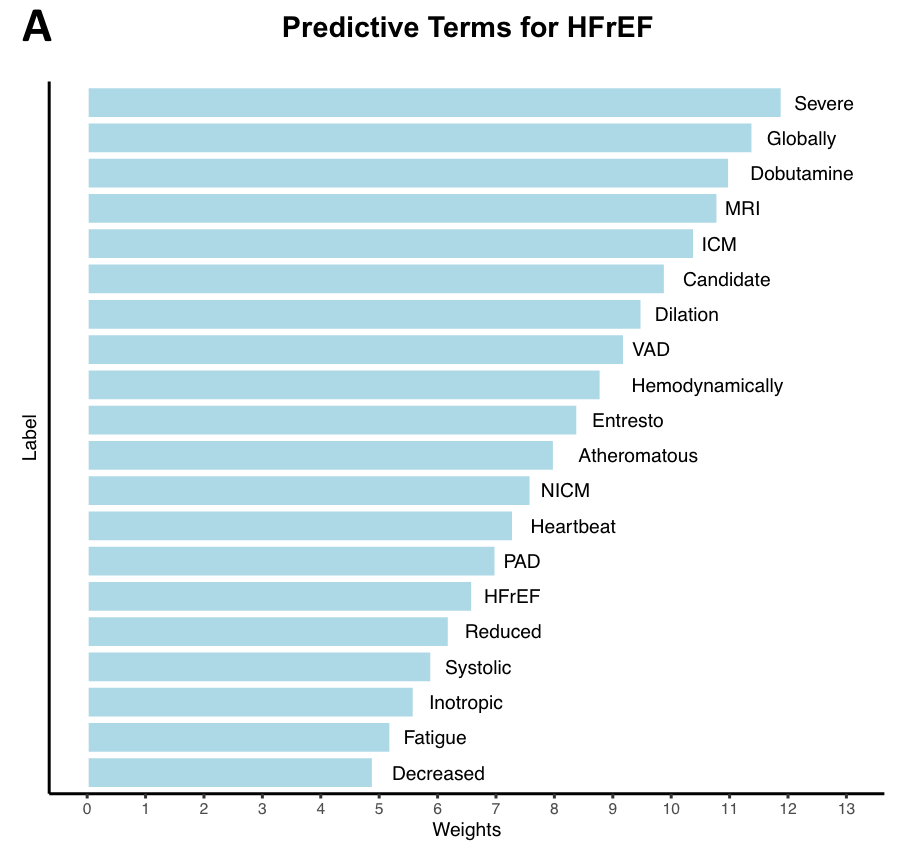 A
Predictive Terms for HFrEF
Severe
Globally
Dobutamine
MRI
ICM
Candidate
Dilation
VAD
Hemodynamically
Entresto
Atheromatous
NICM
Heartbeat
PAD
HFrEF
Reduced
Systolic
Inotropic
Fatigue
Decreased
Label
0 1 2 3 4 5 6 7 8 9 10 11 12 13
Weights